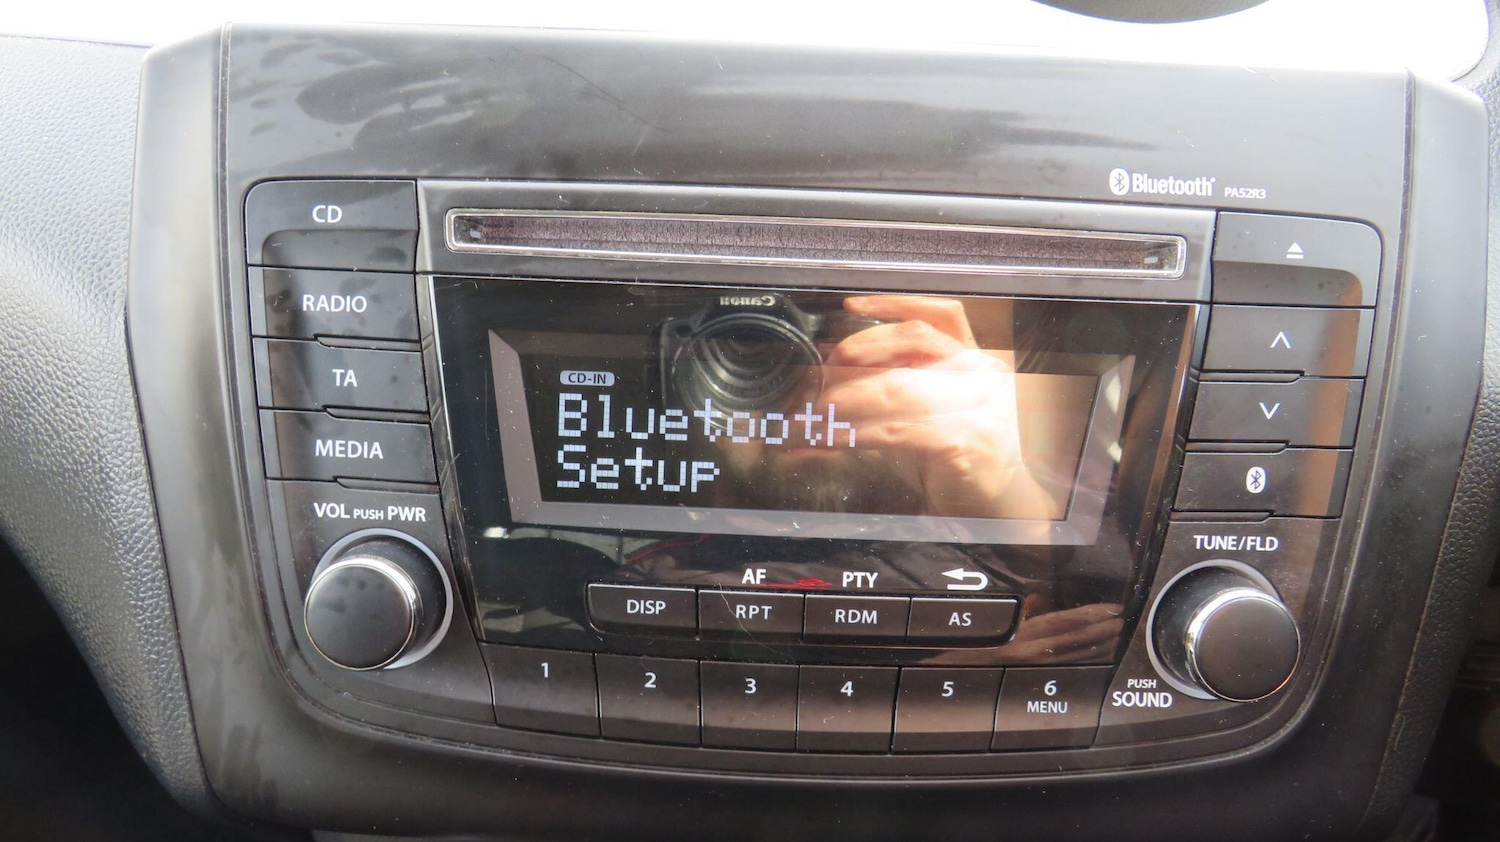 Bluetooth® PA52R3
CD
RADIO
TA
MEDIA
VOL PUSH PWR
Canon
CD-IN
Bluetooth
Setup
TUNE/FLD
AF PTY
DISP RPT RDM AS
1 2 3 4 5 6
MENU
PUSH
SOUND